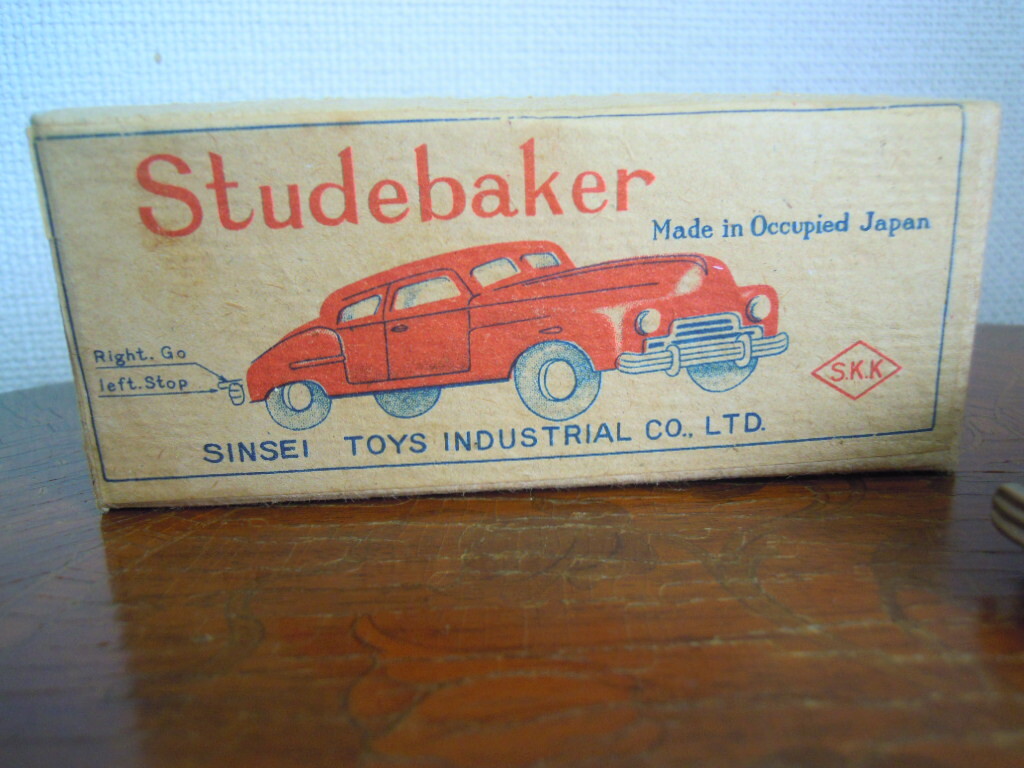 Studebaker
Made in Occupied Japan
Right. Go
left. Stop
S.K.K.
SINSEI TOYS INDUSTRIAL CO., LTD.